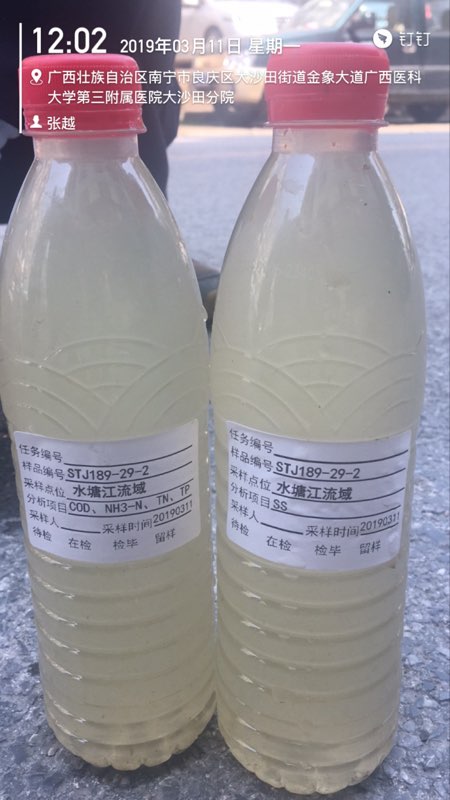 12:02 2019年03月11日 星期一
钉钉
广西壮族自治区南宁市良庆区大沙田街道金象大道广西医科
大学第三附属医院大沙田分院
张越
任务编号
样品编号 STJ189-29-2
采样点位 水塘江流域
分析项目 COD、NH3-N、TN、TP
采样人 采样时间 20190311
待检 在检 检毕 留样
任务编号
样品编号 STJ189-29-2
采样点位 水塘江流域
分析项目 SS
采样人 采样时间 20190311
待检 在检 检毕 留样